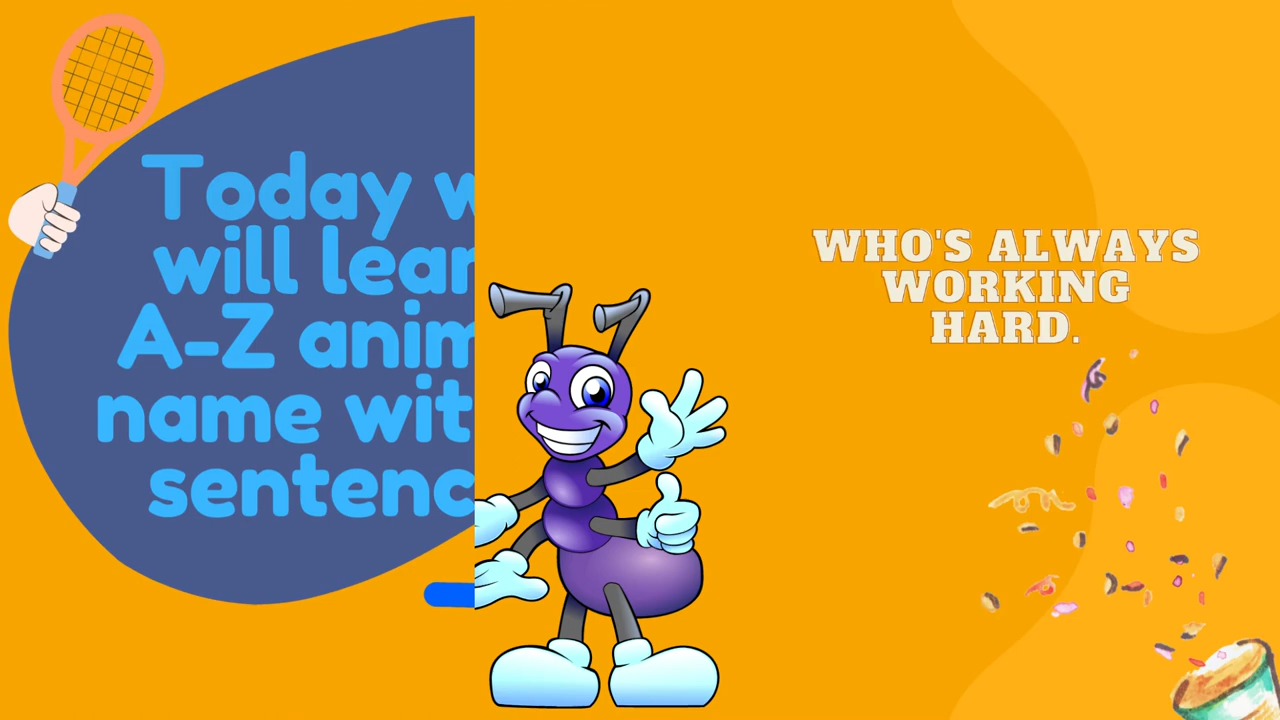 Today
will lear
A-Z anim
name wit
sentenc
WHO'S ALWAYS
WORKING
HARD.